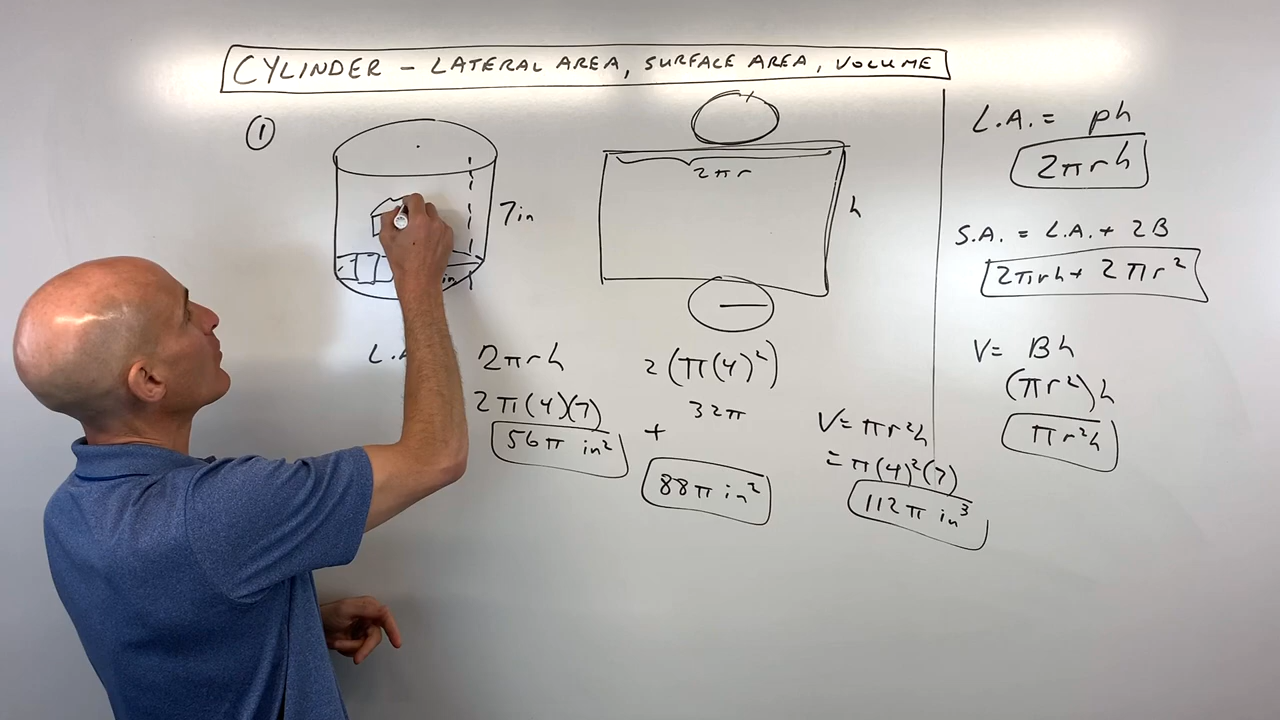 CYLINDER – LATERAL AREA, SURFACE AREA, VOLUME
①
7in
in
2πr
h
L.A.
2πrh
2π(4)(7)
56π in²
2(π(4)²)
32π
+
88π in²
V=πr²h
=π(4)²(7)
112π in³
L.A.= ph
2πrh
S.A. = L.A.+ 2B
2πrh+ 2πr²
V= Bh
(πr²)h
πr²h